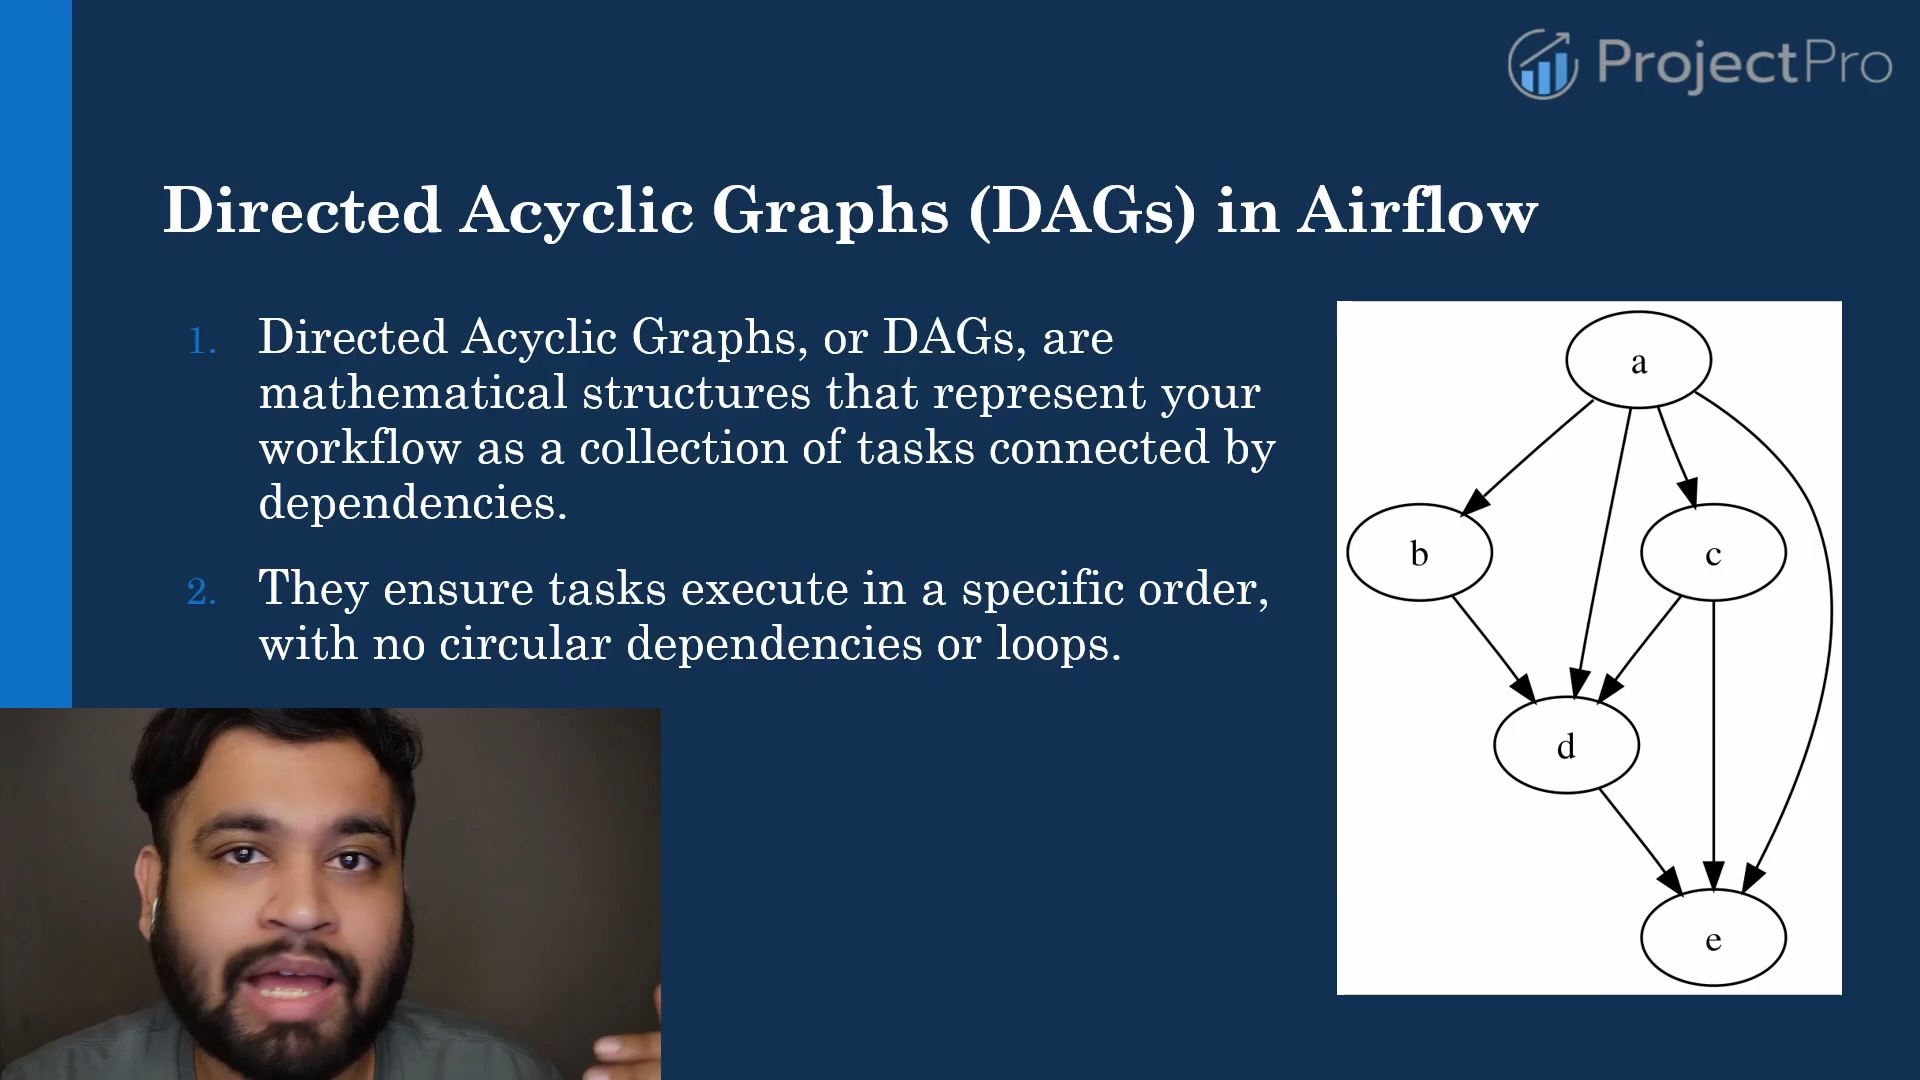 ProjectPro
Directed Acyclic Graphs (DAGs) in Airflow
1. Directed Acyclic Graphs, or DAGs, are
mathematical structures that represent your
workflow as a collection of tasks connected by
dependencies.
2. They ensure tasks execute in a specific order,
with no circular dependencies or loops.
a
b
c
d
e